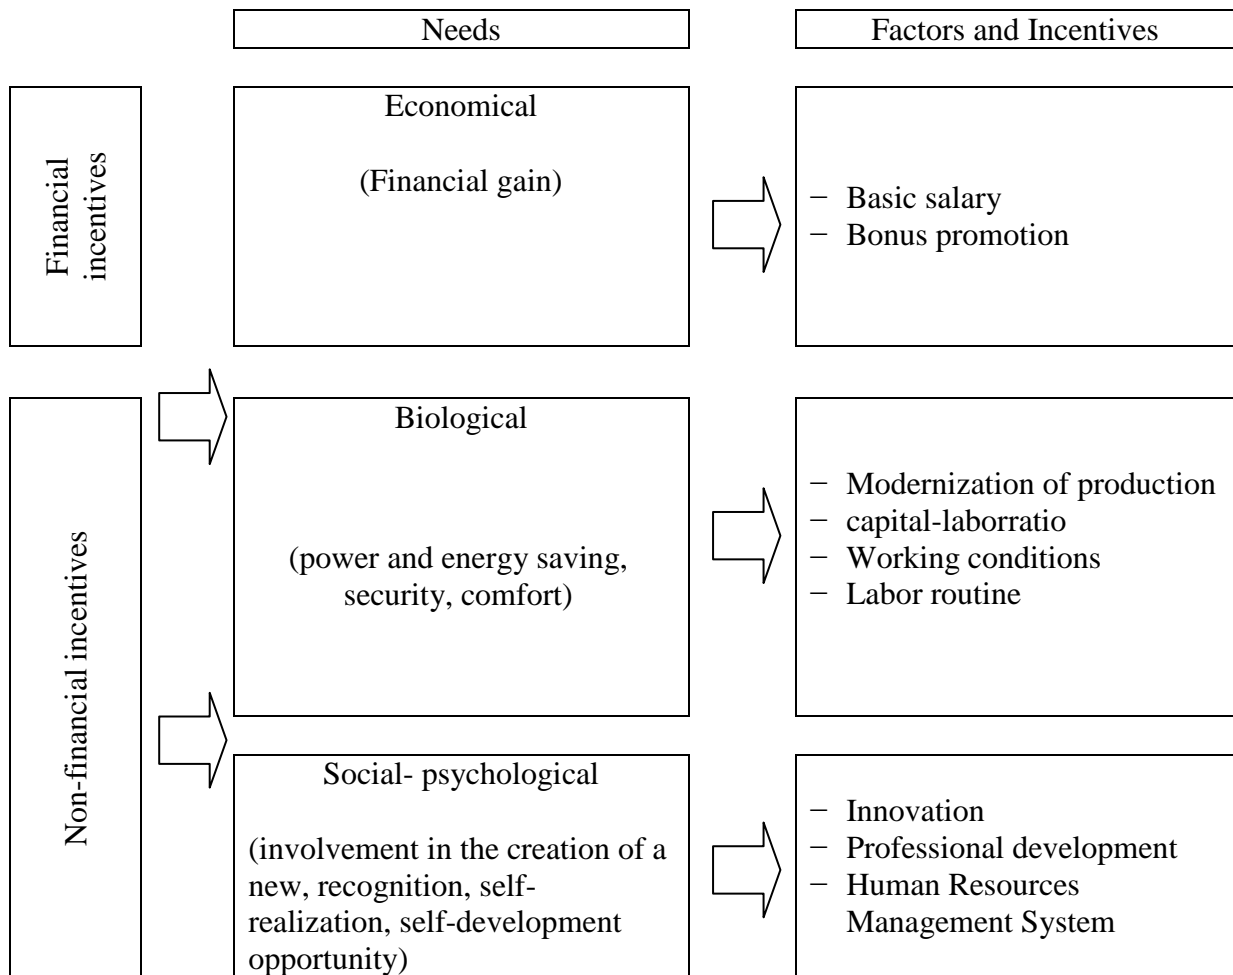 Needs
Factors and Incentives
Financial
incentives
Economical
(Financial gain)
− Basic salary
− Bonus promotion
Non-financial incentives
Biological
(power and energy saving,
security, comfort)
− Modernization of production
− capital-laborratio
− Working conditions
− Labor routine
Social- psychological
(involvement in the creation of a
new, recognition, self-
realization, self-development
opportunity)
− Innovation
− Professional development
− Human Resources
Management System